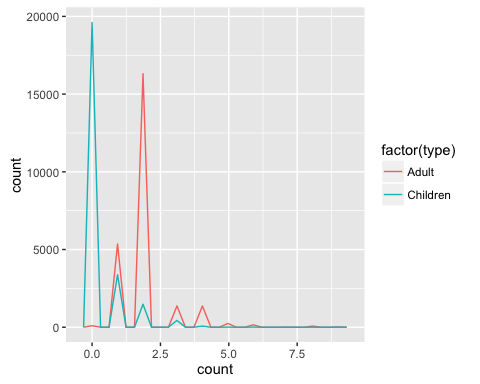 20000
15000
10000
5000
0
count
0.0 2.5 5.0 7.5
count
factor(type)
Adult
Children